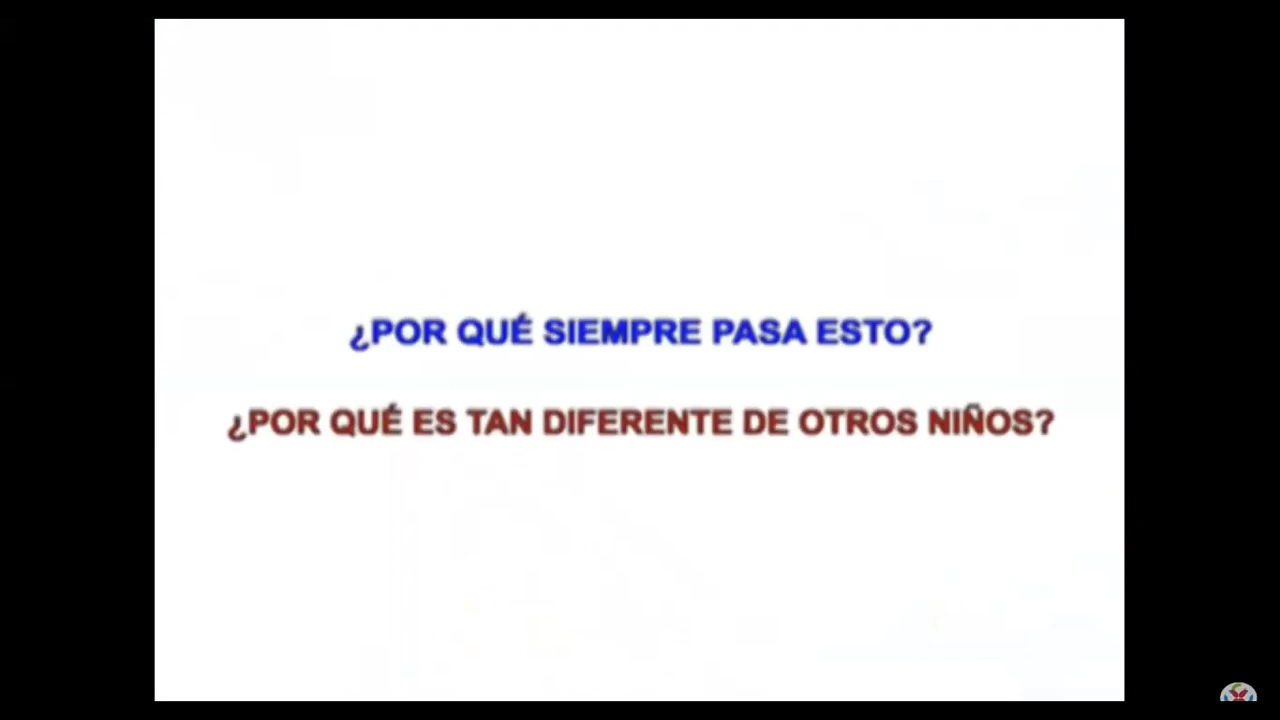 ¿POR QUÉ SIEMPRE PASA ESTO?
¿POR QUÉ ES TAN DIFERENTE DE OTROS NIÑOS?